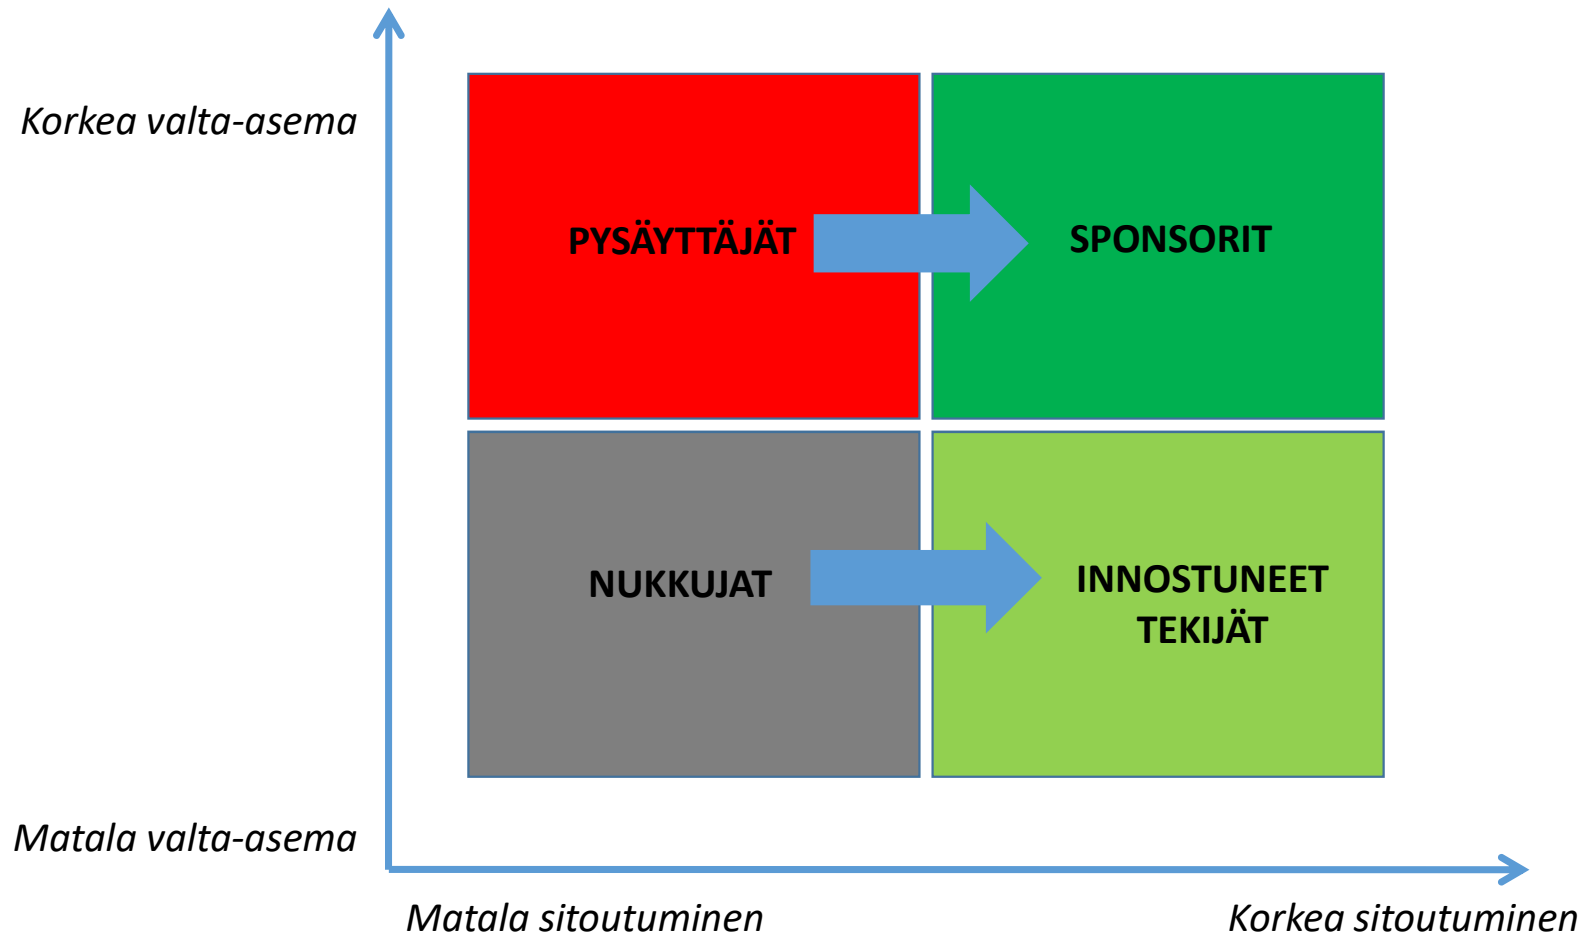 Korkea valta-asema
PYSÄYTTÄJÄT
SPONSORIT
NUKKUJAT
INNOSTUNEET
TEKIJÄT
Matala valta-asema
Matala sitoutuminen
Korkea sitoutuminen